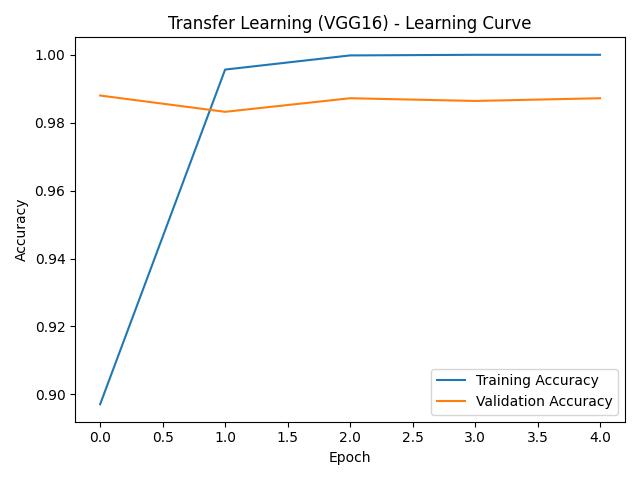 Transfer Learning (VGG16) - Learning Curve
1.00
0.98
0.96
0.94
0.92
0.90
Accuracy
Training Accuracy
Validation Accuracy
0.0 0.5 1.0 1.5 2.0 2.5 3.0 3.5 4.0
Epoch